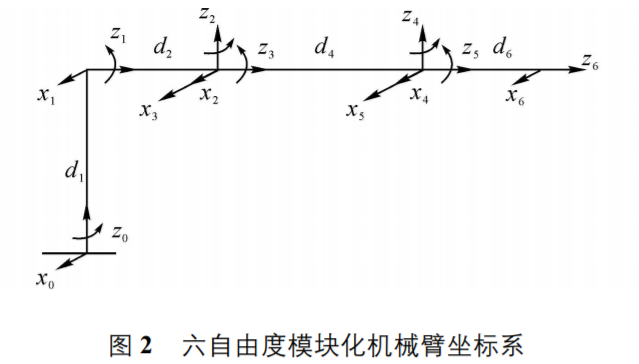 z₁ d₂ z₂ z₃ d₄ z₄ z₅ d₆ z₆
x₁ x₃ x₂ x₅ x₄ x₆
d₁
z₀
x₀
图 2 六自由度模块化机械臂坐标系